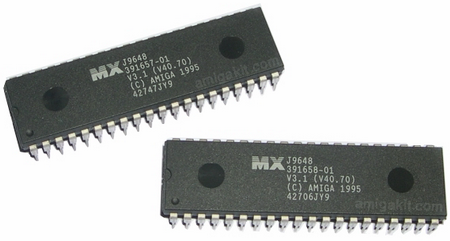 MX J9648
391657-01
V3.1 (V40.70)
(C) AMIGA 1995
42747JY9
amigakit.com
MX J9648
391658-01
V3.1 (V40.70)
(C) AMIGA 1995
42706JY9
amigakit.com